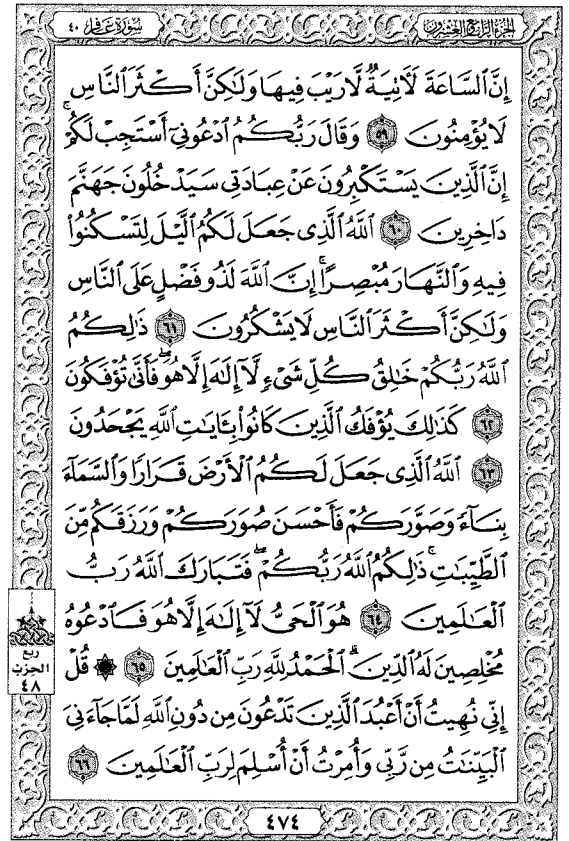 الجزء الرابع والعشرون
سورة غافر ٤٠
إِنَّ ٱلسَّاعَةَ لَأٓتِيَةٌ لَّا رَيْبَ فِيهَا وَلَٰكِنَّ أَكْثَرَ ٱلنَّاسِ
لَا يُؤْمِنُونَ ٥٩ وَقَالَ رَبُّكُمُ ٱدْعُونِىٓ أَسْتَجِبْ لَكُمْ ۚ
إِنَّ ٱلَّذِينَ يَسْتَكْبِرُونَ عَنْ عِبَادَتِى سَيَدْخُلُونَ جَهَنَّمَ
دَاخِرِينَ ٦٠ ٱللَّهُ ٱلَّذِى جَعَلَ لَكُمُ ٱلَّيْلَ لِتَسْكُنُوا۟
فِيهِ وَٱلنَّهَارَ مُبْصِرًا ۚ إِنَّ ٱللَّهَ لَذُو فَضْلٍ عَلَى ٱلنَّاسِ
وَلَٰكِنَّ أَكْثَرَ ٱلنَّاسِ لَا يَشْكُرُونَ ٦١ ذَٰلِكُمُ
ٱللَّهُ رَبُّكُمْ خَٰلِقُ كُلِّ شَىْءٍ لَّآ إِلَٰهَ إِلَّا هُوَ ۖ فَأَنَّىٰ تُؤْفَكُونَ
٦٢ كَذَٰلِكَ يُؤْفَكُ ٱلَّذِينَ كَانُوا۟ بِـَٔايَٰتِ ٱللَّهِ يَجْحَدُونَ
٦٣ ٱللَّهُ ٱلَّذِى جَعَلَ لَكُمُ ٱلْأَرْضَ قَرَارًا وَٱلسَّمَآءَ
بِنَآءً وَصَوَّرَكُمْ فَأَحْسَنَ صُوَرَكُمْ وَرَزَقَكُم مِّنَ
ٱلطَّيِّبَٰتِ ۚ ذَٰلِكُمُ ٱللَّهُ رَبُّكُمْ ۖ فَتَبَارَكَ ٱللَّهُ رَبُّ
ٱلْعَٰلَمِينَ ٦٤ هُوَ ٱلْحَىُّ لَآ إِلَٰهَ إِلَّا هُوَ فَٱدْعُوهُ
مُخْلِصِينَ لَهُ ٱلدِّينَ ۗ ٱلْحَمْدُ لِلَّهِ رَبِّ ٱلْعَٰلَمِينَ ٦٥ ۞ قُلْ
إِنِّى نُهِيتُ أَنْ أَعْبُدَ ٱلَّذِينَ تَدْعُونَ مِن دُونِ ٱللَّهِ لَمَّا جَآءَنِىَ
ٱلْبَيِّنَٰتُ مِن رَّبِّى وَأُمِرْتُ أَنْ أُسْلِمَ لِرَبِّ ٱلْعَٰلَمِينَ ٦٦
ربع
الحزب
٤٨
٤٧٤